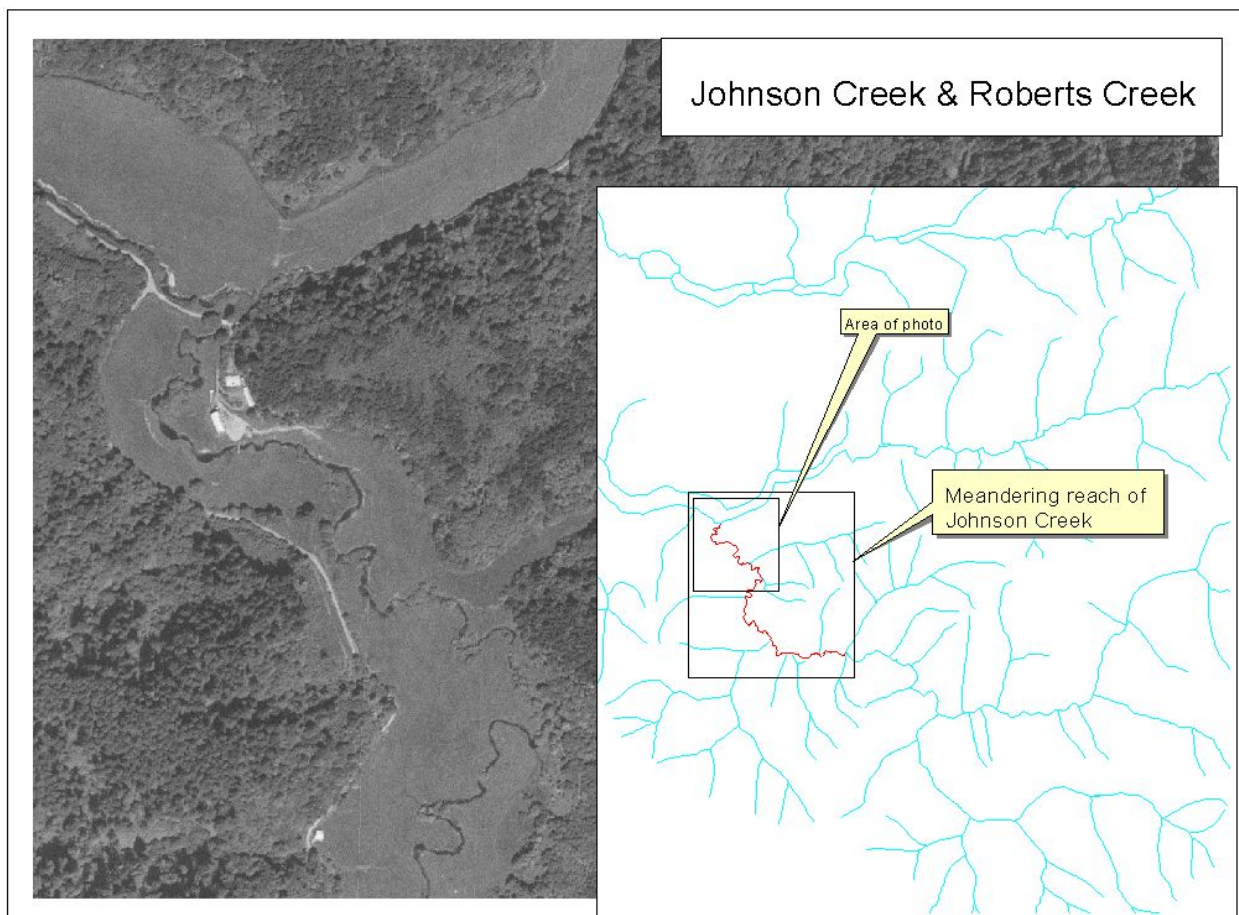 Johnson Creek & Roberts Creek
Area of photo
Meandering reach of
Johnson Creek